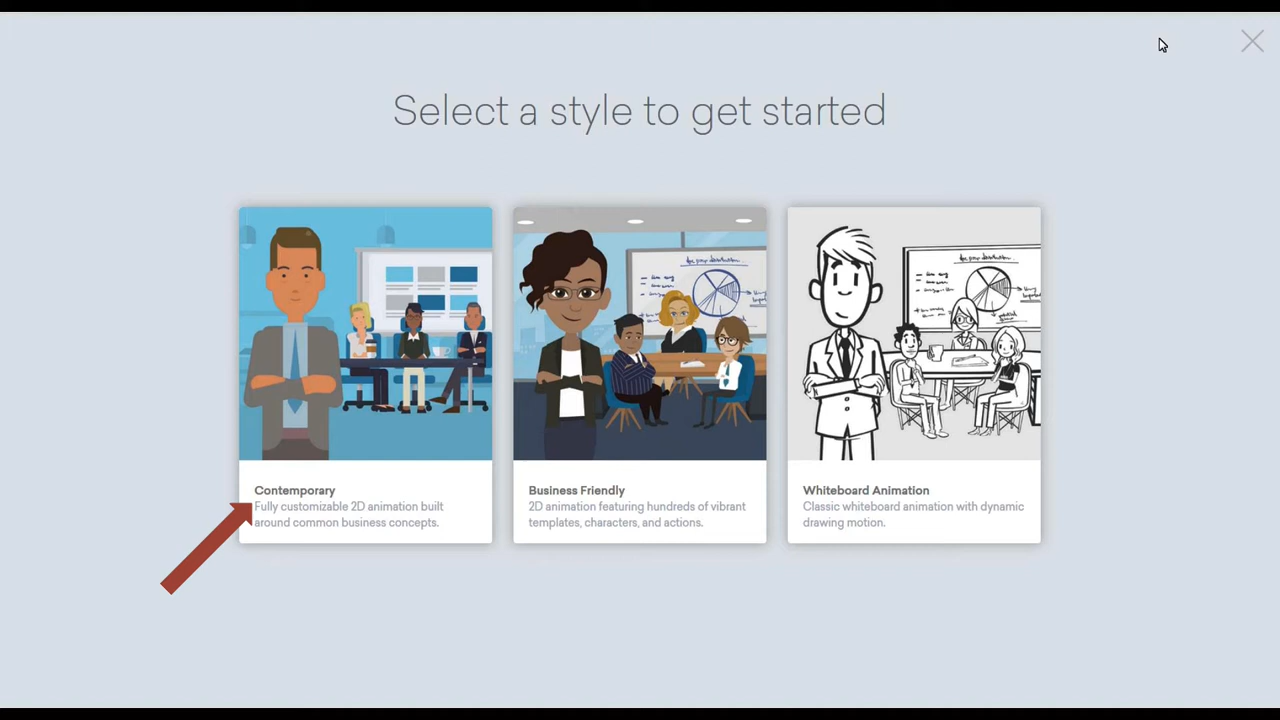 Select a style to get started
Contemporary
Fully customizable 2D animation built
around common business concepts.
Business Friendly
2D animation featuring hundreds of vibrant
templates, characters, and actions.
Whiteboard Animation
Classic whiteboard animation with dynamic
drawing motion.